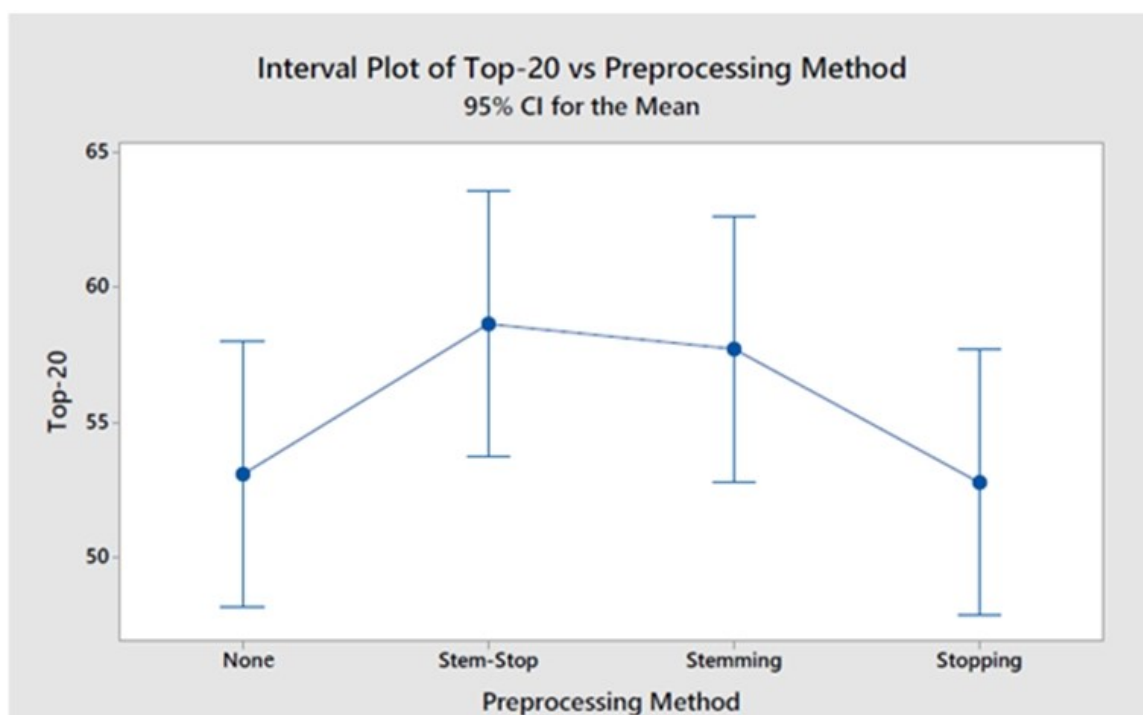 Interval Plot of Top-20 vs Preprocessing Method
95% CI for the Mean
65
60
55
50
Top-20
None
Stem-Stop
Stemming
Stopping
Preprocessing Method